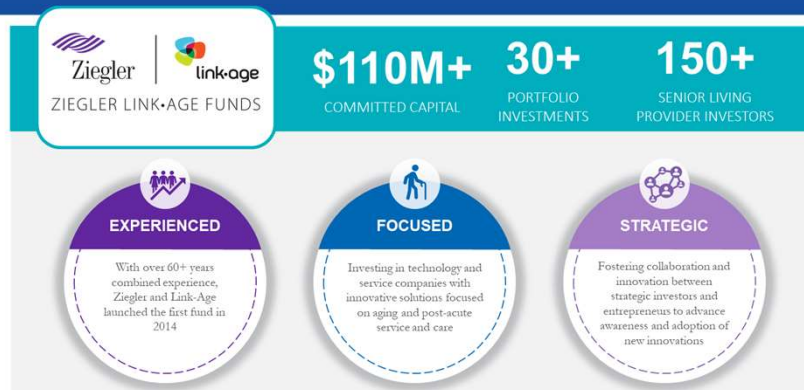 Ziegler
link·age
ZIEGLER LINK•AGE FUNDS
$110M+
COMMITTED CAPITAL
30+
PORTFOLIO
INVESTMENTS
150+
SENIOR LIVING
PROVIDER INVESTORS
EXPERIENCED
With over 60+ years
combined experience,
Ziegler and Link-Age
launched the first fund in
2014
FOCUSED
Investing in technology and
service companies with
innovative solutions focused
on aging and post-acute
service and care
STRATEGIC
Fostering collaboration and
innovation between
strategic investors and
entrepreneurs to advance
awareness and adoption of
new innovations